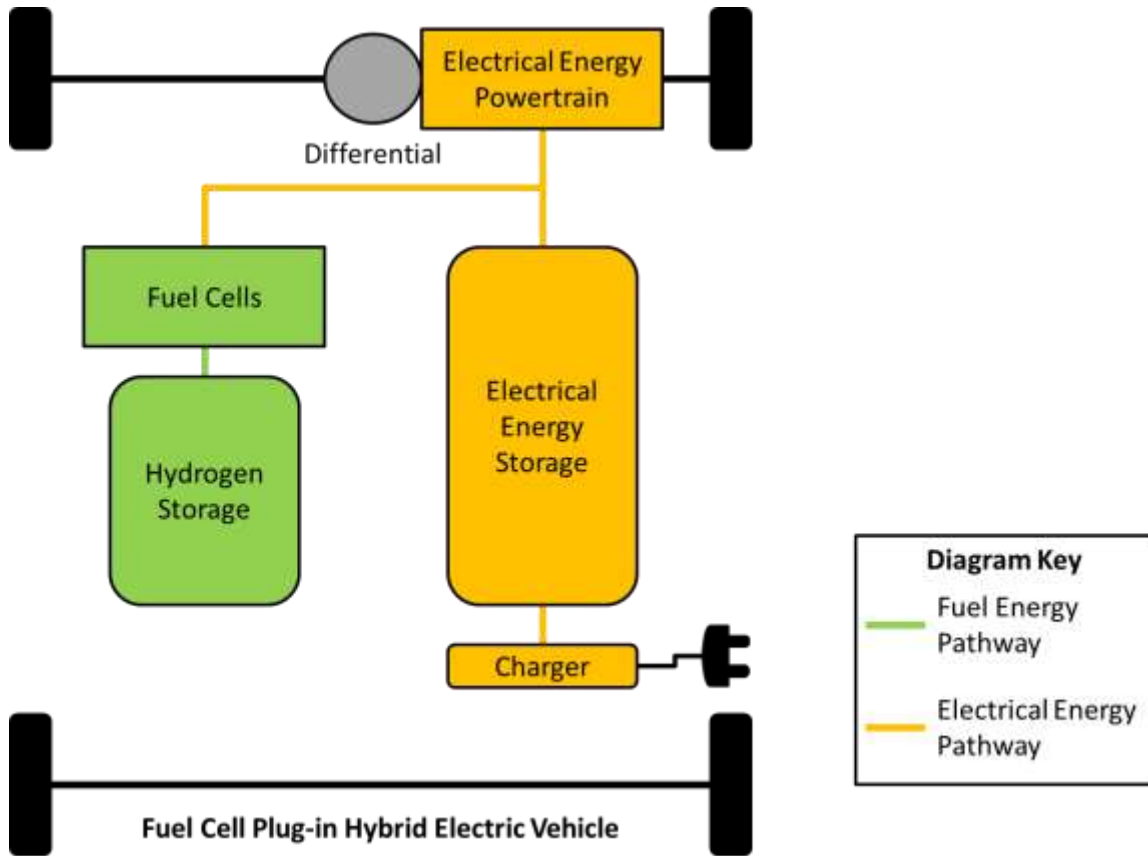 Electrical Energy
Powertrain
Differential
Fuel Cells
Electrical
Energy
Storage
Hydrogen
Storage
Charger
Diagram Key
Fuel Energy
Pathway
Electrical Energy
Pathway
Fuel Cell Plug-in Hybrid Electric Vehicle